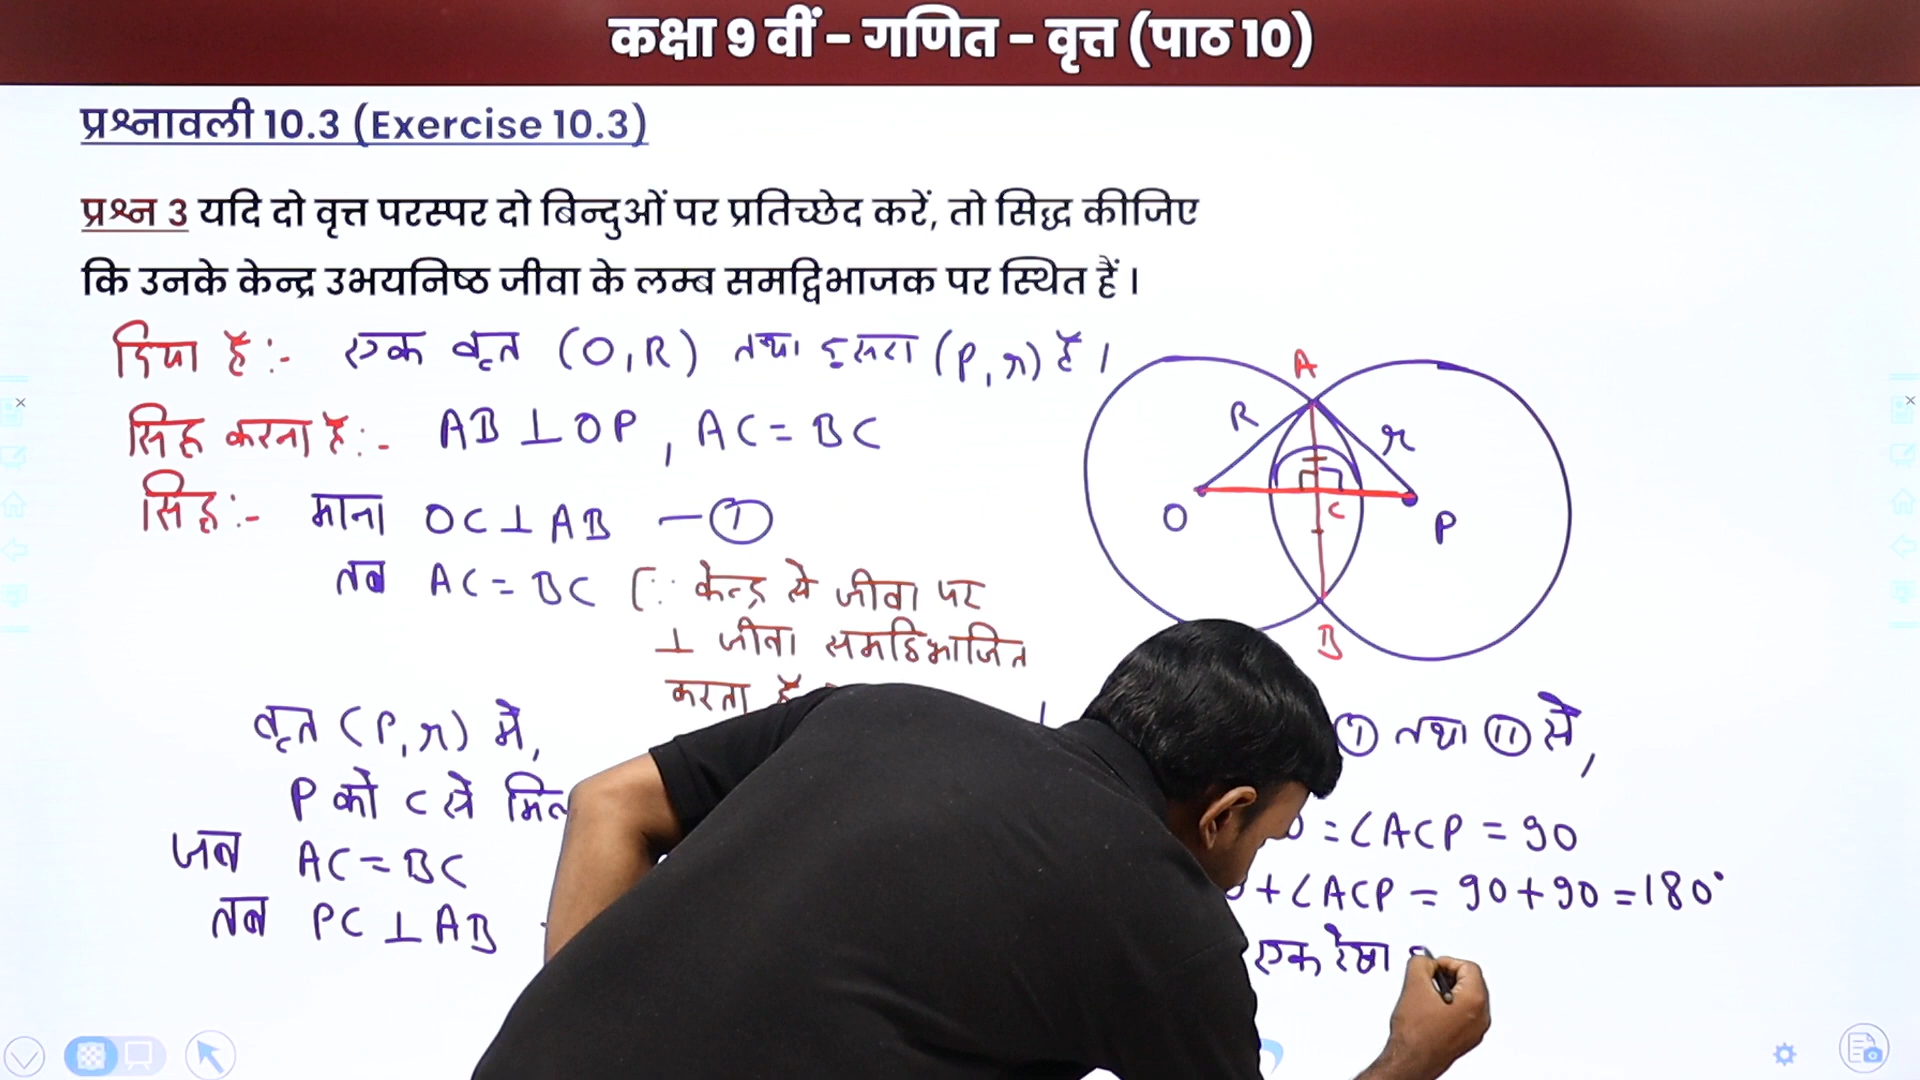 कक्षा 9 वीं - गणित - वृत्त (पाठ 10)
प्रश्नावली 10.3 (Exercise 10.3)
प्रश्न 3 यदि दो वृत्त परस्पर दो बिन्दुओं पर प्रतिच्छेद करें, तो सिद्ध कीजिए
कि उनके केन्द्र उभयनिष्ठ जीवा के लम्ब समद्विभाजक पर स्थित हैं।
दिया है :- एक वृत (O,R) तथा दुसरा (P,r) है।
सिद्ध करना है :- AB ⊥ OP , AC = BC
सिद्ध :- माना OC ⊥ AB — ①
तब AC = BC (∵ केन्द्र से जीवा पर
⊥ जीवा समद्विभाजित
करता है
वृत (P,r) में,
P को C से
जब AC = BC
तब PC ⊥ AB
① तथा ⑪ से,
= ∠ACP = 90
+ ∠ACP = 90 + 90 = 180°
एक रेखा
A
R
r
O
C
P
B